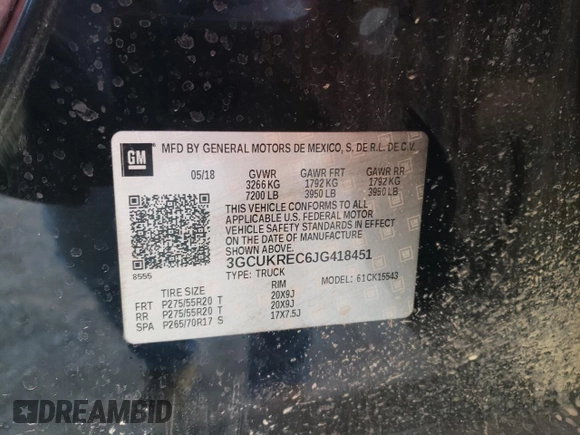 GM
MFD BY GENERAL MOTORS DE MEXICO, S. DE R.L. DE C.V.
05/18 GVWR GAWR FRT GAWR RR
3266 KG 1792 KG 1792 KG
7200 LB 3950 LB 3950 LB
THIS VEHICLE CONFORMS TO ALL
APPLICABLE U.S. FEDERAL MOTOR
VEHICLE SAFETY STANDARDS IN
EFFECT ON THE DATE OF
MANUFACTURE SHOWN ABOVE.
8555 3GCUKREC6JG418451
TYPE: TRUCK MODEL: 61CK15543
TIRE SIZE RIM
FRT P275/55R20 T 20X9J
RR P275/55R20 T 20X9J
SPA P265/70R17 S 17X7.5J
DREAMBID